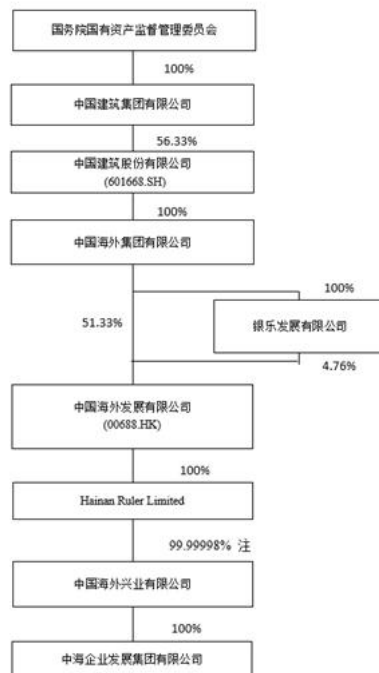 国务院国有资产监督管理委员会
100%
中国建筑集团有限公司
56.33%
中国建筑股份有限公司
(601668.SH)
100%
中国海外集团有限公司
100%
51.33%
银乐发展有限公司
4.76%
中国海外发展有限公司
(00688.HK)
100%
Hainan Ruler Limited
99.99998% 注
中国海外兴业有限公司
100%
中海企业发展集团有限公司